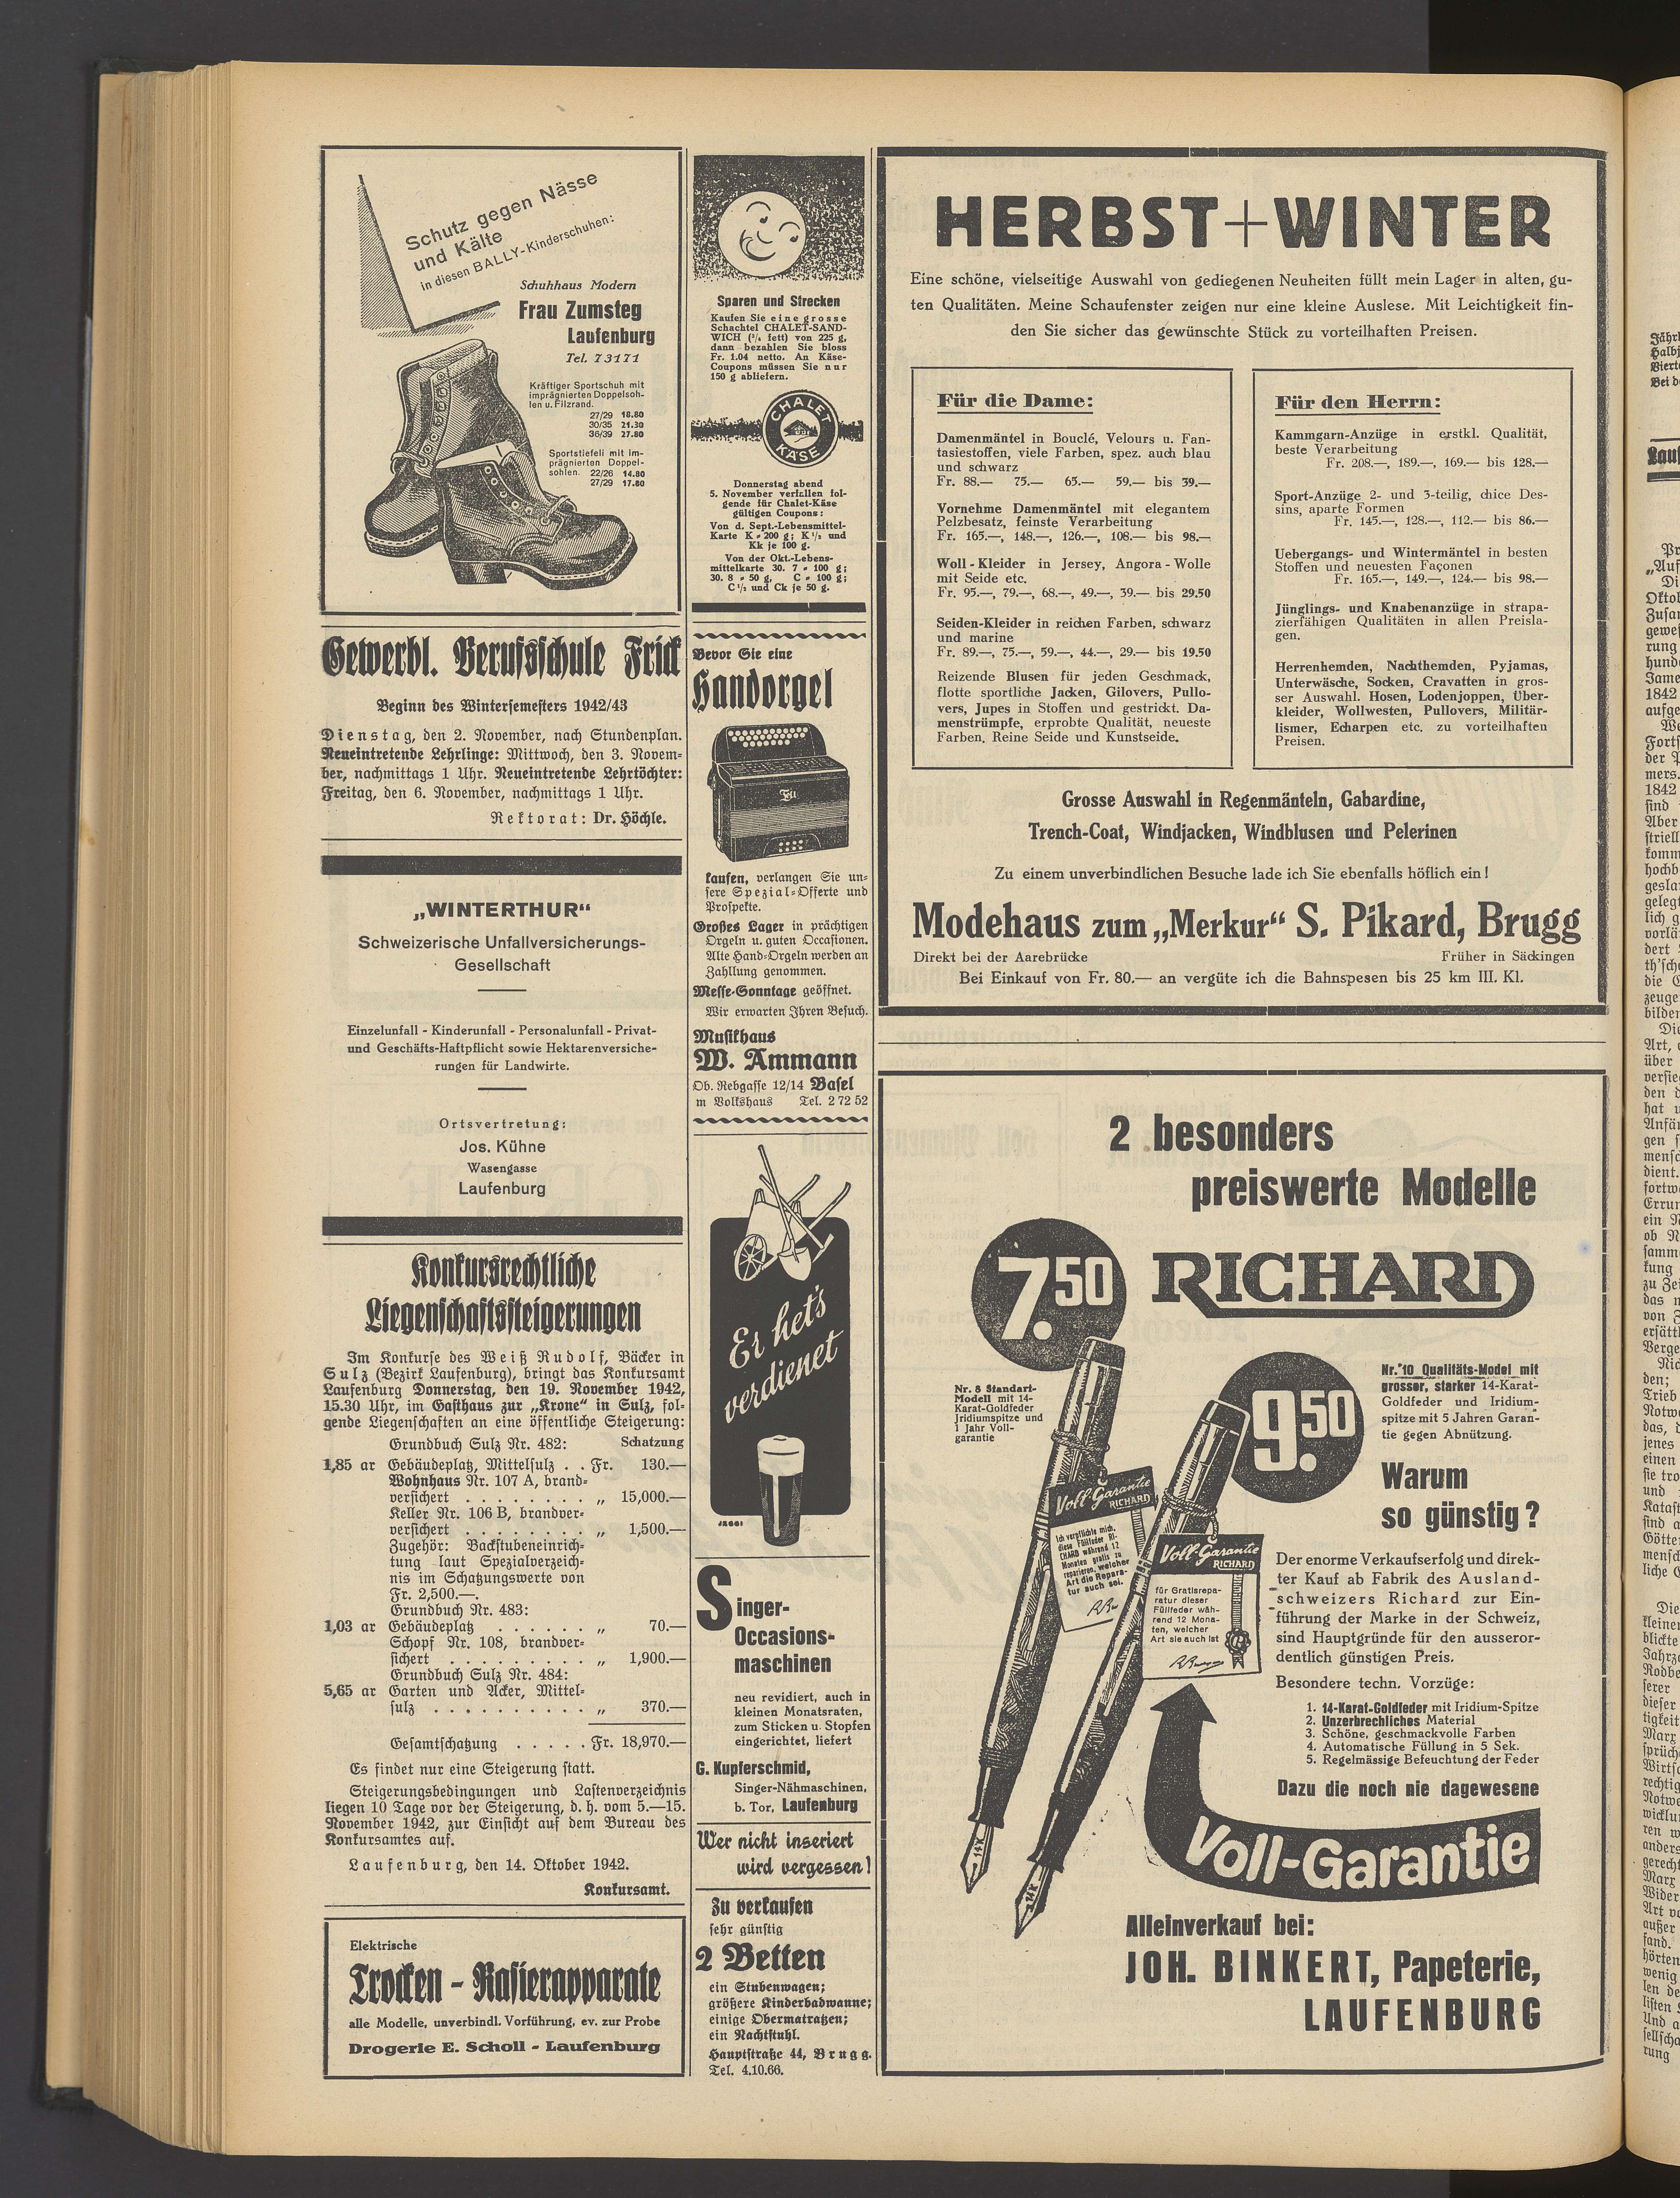 Schutz gegen Nässe
und Kälte
in diesen BALLY-Kinderschuhen:
Schuhhaus Modern
Frau Zumsteg
Laufenburg
Tel. 73171
Kräftiger Sportschuh mit
imprägnierten Doppelsoh-
len u. Filzrand.
27/29 18.80
30/35 21.30
36/39 27.80
Sportstiefeli mit im-
prägnierten Doppel-
sohlen. 22/26 14.80
27/29 17.80
Gewerbl. Berufsschule Frick
Beginn des Wintersemesters 1942/43
Dienstag, den 2. November, nach Stundenplan.
Neueintretende Lehrlinge: Mittwoch, den 3. Novem-
ber, nachmittags 1 Uhr. Neueintretende Lehrtöchter:
Freitag, den 6. November, nachmittags 1 Uhr.
Rektorat: Dr. Höchle.
„WINTERTHUR“
Schweizerische Unfallversicherungs-
Gesellschaft
Einzelunfall - Kinderunfall - Personalunfall - Privat-
und Geschäfts-Haftpflicht sowie Hektarenversiche-
rungen für Landwirte.
Ortsvertretung:
Jos. Kühne
Wasengasse
Laufenburg
Konkursrechtliche
Liegenschaftssteigerungen
Im Konkurse des Weiß Rudolf, Bäcker in
Sulz (Bezirk Laufenburg), bringt das Konkursamt
Laufenburg Donnerstag, den 19. November 1942,
15.30 Uhr, im Gasthaus zur „Krone“ in Sulz, fol-
gende Liegenschaften an eine öffentliche Steigerung:
Grundbuch Sulz Nr. 482: Schatzung
1,85 ar Gebäudeplatz, Mittelsulz . . Fr. 130.—
Wohnhaus Nr. 107 A, brand-
versichert . . . . . . . . „ 15,000.—
Keller Nr. 106 B, brandver-
versichert . . . . . . . . „ 1,500.—
Zugehör: Backstubeneinrich-
tung laut Spezialverzeich-
nis im Schatzungswerte von
Fr. 2,500.—.
Grundbuch Nr. 483:
1,03 ar Gebäudeplatz . . . . . . „ 70.—
Schopf Nr. 108, brandver-
sichert . . . . . . . . . „ 1,900.—
Grundbuch Sulz Nr. 484:
5,65 ar Garten und Acker, Mittel-
sulz . . . . . . . . . . „ 370.—
Gesamtschatzung . . . . . Fr. 18,970.—
Es findet nur eine Steigerung statt.
Steigerungsbedingungen und Lastenverzeichnis
liegen 10 Tage vor der Steigerung, d. h. vom 5.—15.
November 1942, zur Einsicht auf dem Bureau des
Konkursamtes auf.
Laufenburg, den 14. Oktober 1942.
Konkursamt.
Elektrische
Trocken - Rasierapparate
alle Modelle, unverbindl. Vorführung, ev. zur Probe
Drogerie E. Scholl - Laufenburg
Sparen und Strecken
Kaufen Sie eine grosse
Schachtel CHALET-SAND-
WICH (³/₄ fett) von 225 g,
dann bezahlen Sie bloss
Fr. 1.04 netto. An Käse-
Coupons müssen Sie nur
150 g abliefern.
CHALET
KÄSE
Donnerstag abend
5. November verfallen fol-
gende für Chalet-Käse
gültigen Coupons:
Von d. Sept.-Lebensmittel-
Karte K = 200 g; K ¹/₂ und
Kk je 100 g.
Von der Okt.-Lebens-
mittelkarte 30. 7 = 100 g;
30. 8 = 50 g, C = 100 g;
C ¹/₂ und Ck je 50 g.
Bevor Sie eine
Handorgel
kaufen, verlangen Sie un-
sere Spezial-Offerte und
Prospekte.
Großes Lager in prächtigen
Orgeln u. guten Occasionen.
Alte Hand-Orgeln werden an
Zahllung genommen.
Messe-Sonntage geöffnet.
Wir erwarten Ihren Besuch.
Musikhaus
W. Ammann
Ob. Rebgasse 12/14 Basel
m Volkshaus Tel. 2 72 52
Er het's
verdienet
JAGGI
Singer-
Occasions-
maschinen
neu revidiert, auch in
kleinen Monatsraten,
zum Sticken u. Stopfen
eingerichtet, liefert
G. Kupferschmid,
Singer-Nähmaschinen,
b. Tor, Laufenburg
Wer nicht inseriert
wird vergessen!
Zu verkaufen
sehr günstig
2 Betten
ein Stubenwagen;
größere Kinderbadwanne;
einige Obermatratzen;
ein Nachtstuhl.
Hauptstraße 44, Brugg.
Tel. 4.10.66.
HERBST+WINTER
Eine schöne, vielseitige Auswahl von gediegenen Neuheiten füllt mein Lager in alten, gu-
ten Qualitäten. Meine Schaufenster zeigen nur eine kleine Auslese. Mit Leichtigkeit fin-
den Sie sicher das gewünschte Stück zu vorteilhaften Preisen.
Für die Dame:
Damenmäntel in Bouclé, Velours u. Fan-
tasiestoffen, viele Farben, spez. auch blau
und schwarz
Fr. 88.— 75.— 65.— 59.— bis 39.—
Vornehme Damenmäntel mit elegantem
Pelzbesatz, feinste Verarbeitung
Fr. 165.—, 148.—, 126.—, 108.— bis 98.—
Woll-Kleider in Jersey, Angora-Wolle
mit Seide etc.
Fr. 95.—, 79.—, 68.—, 49.—, 39.— bis 29.50
Seiden-Kleider in reichen Farben, schwarz
und marine
Fr. 89.—, 75.—, 59.—, 44.—, 29.— bis 19.50
Reizende Blusen für jeden Geschmack,
flotte sportliche Jacken, Gilovers, Pullo-
vers, Jupes in Stoffen und gestrickt. Da-
menstrümpfe, erprobte Qualität, neueste
Farben. Reine Seide und Kunstseide.
Für den Herrn:
Kammgarn-Anzüge in erstkl. Qualität,
beste Verarbeitung
Fr. 208.—, 189.—, 169.— bis 128.—
Sport-Anzüge 2- und 3-teilig, chice Des-
sins, aparte Formen
Fr. 145.—, 128.—, 112.— bis 86.—
Uebergangs- und Wintermäntel in besten
Stoffen und neuesten Façonen
Fr. 165.—, 149.—, 124.— bis 98.—
Jünglings- und Knabenanzüge in strapa-
zierfähigen Qualitäten in allen Preisla-
gen.
Herrenhemden, Nachthemden, Pyjamas,
Unterwäsche, Socken, Cravatten in gros-
ser Auswahl. Hosen, Lodenjoppen, Über-
kleider, Wollwesten, Pullovers, Militär-
lismer, Echarpen etc. zu vorteilhaften
Preisen.
Grosse Auswahl in Regenmänteln, Gabardine,
Trench-Coat, Windjacken, Windblusen und Pelerinen
Zu einem unverbindlichen Besuche lade ich Sie ebenfalls höflich ein!
Modehaus zum „Merkur“ S. Pikard, Brugg
Direkt bei der Aarebrücke Früher in Säckingen
Bei Einkauf von Fr. 80.— an vergüte ich die Bahnspesen bis 25 km III. Kl.
2 besonders
preiswerte Modelle
7.50
RICHARD
Nr. 8 Standart-
Modell mit 14-
Karat-Goldfeder
Jridiumspitze und
1 Jahr Voll-
garantie
9.50
Nr. 10 Qualitäts-Model mit
grosser, starker 14-Karat-
Goldfeder und Iridium-
spitze mit 5 Jahren Garan-
tie gegen Abnützung.
Warum
so günstig?
Voll-Garantie
RICHARD
Ich verpflichte mich,
diese Füllfeder RI-
CHARD während 12
Monaten gratis zu
reparieren, welcher
Art die Repara-
tur auch sei.
Voll-Garantie
RICHARD
für Gratisrepa-
ratur dieser
Füllfeder wäh-
rend 12 Mona-
ten, welcher
Art sie auch ist
Der enorme Verkaufserfolg und direk-
ter Kauf ab Fabrik des Ausland-
schweizers Richard zur Ein-
führung der Marke in der Schweiz,
sind Hauptgründe für den ausseror-
dentlich günstigen Preis.
Besondere techn. Vorzüge:
1. 14-Karat-Goldfeder mit Iridium-Spitze
2. Unzerbrechliches Material
3. Schöne, geschmackvolle Farben
4. Automatische Füllung in 5 Sek.
5. Regelmässige Befeuchtung der Feder
Dazu die noch nie dagewesene
Voll-Garantie
14K
14K
Alleinverkauf bei:
JOH. BINKERT, Papeterie,
LAUFENBURG